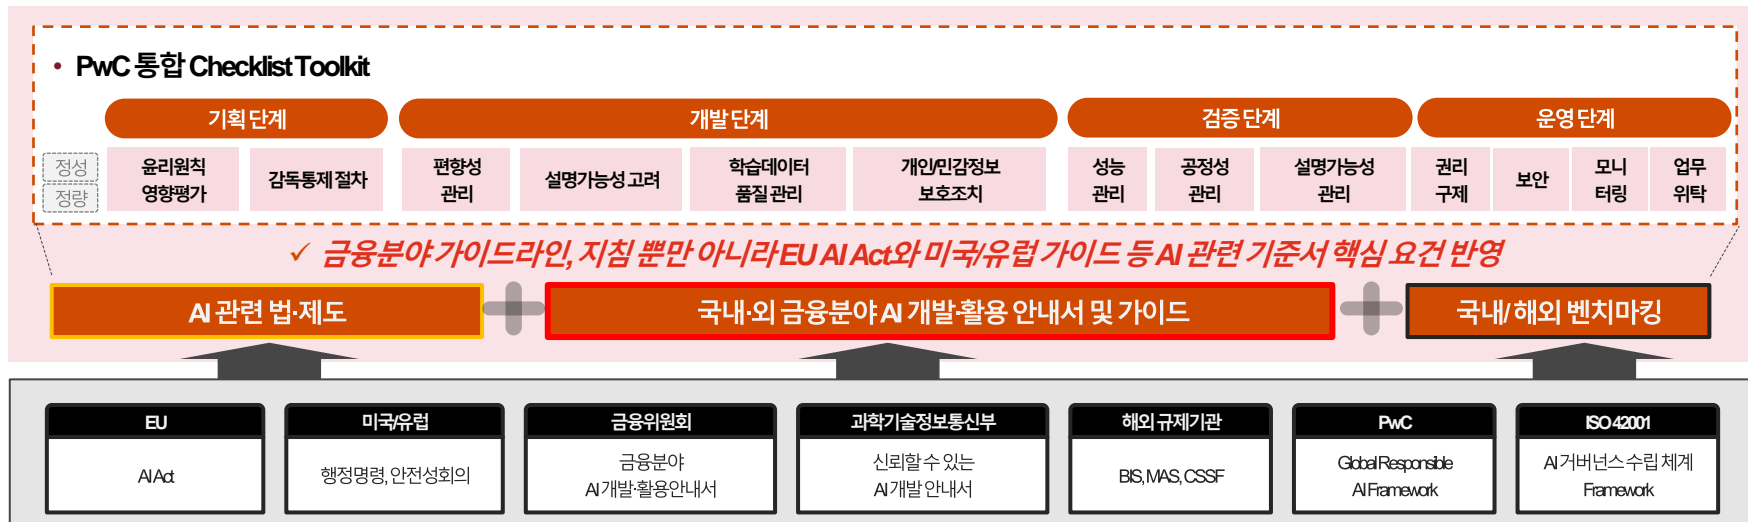 • PwC 통합 Checklist Toolkit
기획 단계
개발 단계
검증 단계
운영 단계
정성
정량
윤리원칙
영향평가
감독통제 절차
편향성
관리
설명가능성 고려
학습데이터
품질 관리
개인/민감정보
보호조치
성능
관리
공정성
관리
설명가능성
관리
권리
구제
보안
모니
터링
업무
위탁
✓ 금융분야 가이드라인, 지침 뿐만 아니라 EU AI Act와 미국/유럽 가이드 등 AI 관련 기준서 핵심 요건 반영
AI 관련 법·제도
국내·외 금융분야 AI 개발·활용 안내서 및 가이드
국내/ 해외 벤치마킹
EU
AI Act
미국/유럽
행정명령, 안전성회의
금융위원회
금융분야
AI 개발·활용안내서
과학기술정보통신부
신뢰할 수 있는
AI 개발 안내서
해외 규제기관
BIS, MAS, CSSF
PwC
Global Responsible
AI Framework
ISO 42001
AI 거버넌스 수립 체계
Framework